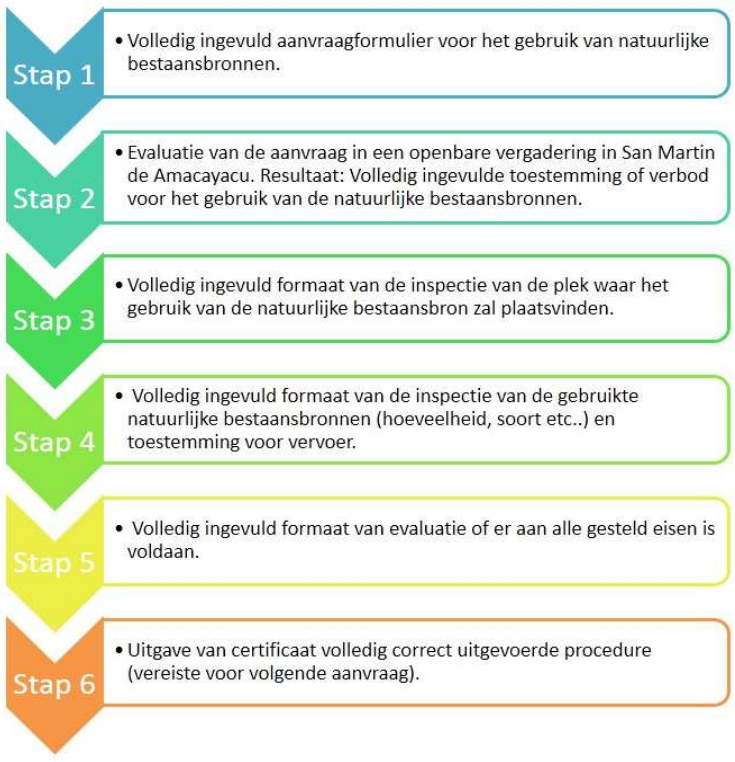 Stap 1
• Volledig ingevuld aanvraagformulier voor het gebruik van natuurlijke
bestaansbronnen.
Stap 2
• Evaluatie van de aanvraag in een openbare vergadering in San Martin
de Amacayacu. Resultaat: Volledig ingevulde toestemming of verbod
voor het gebruik van de natuurlijke bestaansbronnen.
Stap 3
• Volledig ingevuld formaat van de inspectie van de plek waar het
gebruik van de natuurlijke bestaansbron zal plaatsvinden.
Stap 4
• Volledig ingevuld formaat van de inspectie van de gebruikte
natuurlijke bestaansbronnen (hoeveelheid, soort etc..) en
toestemming voor vervoer.
Stap 5
• Volledig ingevuld formaat van evaluatie of er aan alle gesteld eisen is
voldaan.
Stap 6
• Uitgave van certificaat volledig correct uitgevoerde procedure
(vereiste voor volgende aanvraag).